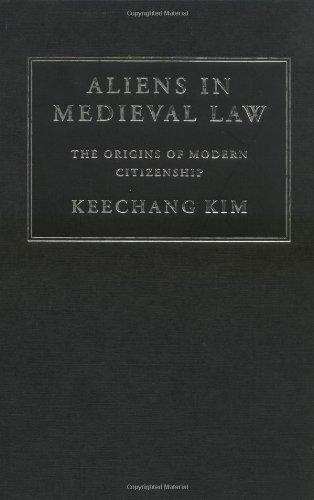 ALIENS IN
MEDIEVAL LAW
THE ORIGINS OF MODERN
CITIZENSHIP
KEECHANG KIM